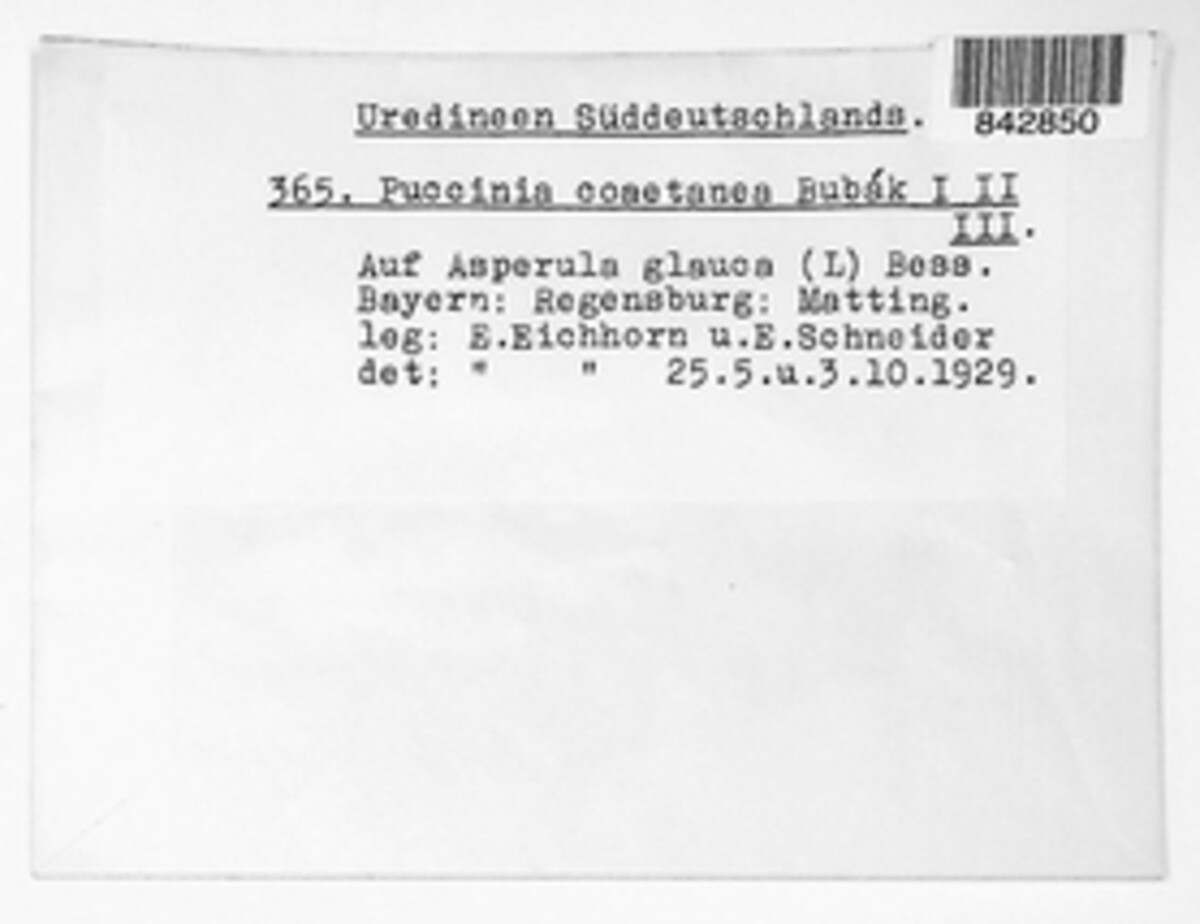 Uredineen Süddeutschlands.
842850
365. Puccinia coaetanea Bubák I II
III.
Auf Asperula glauca (L) Bess.
Bayern: Regensburg: Matting.
leg: E.Eichhorn u.E.Schneider
det: " " 25.5.u.3.10.1929.